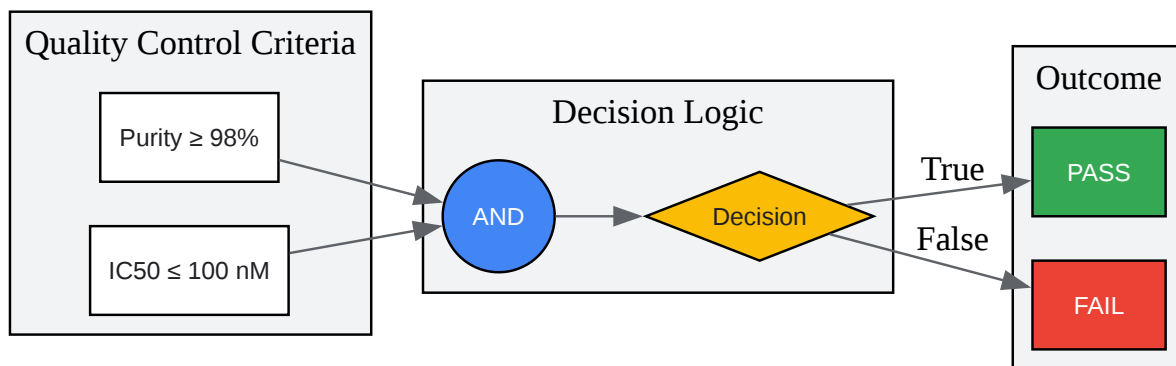 Quality Control Criteria
Purity ≥ 98%
IC50 ≤ 100 nM
Decision Logic
AND
Decision
True
False
Outcome
PASS
FAIL